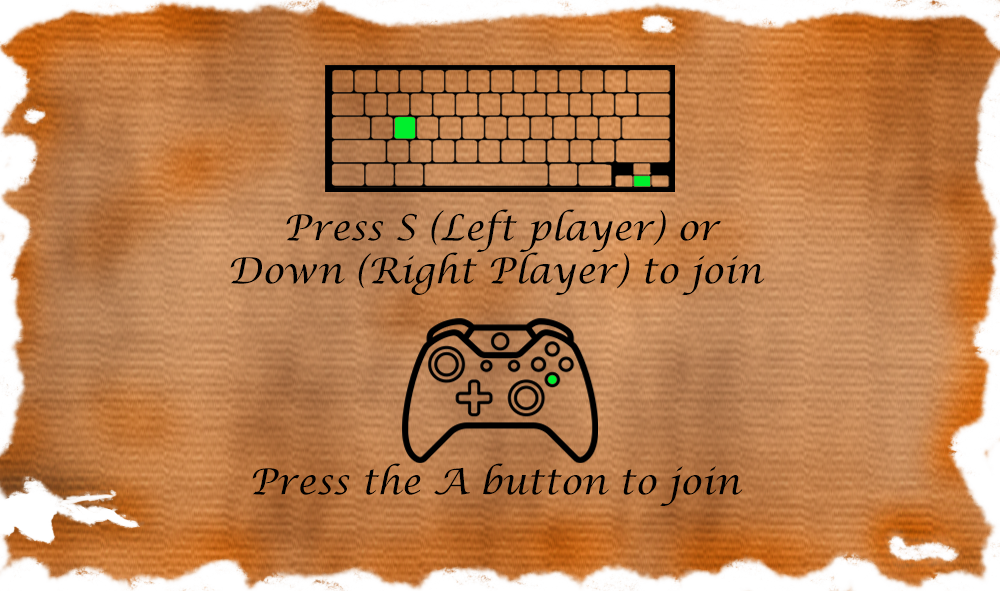 Press S (Left player) or
Down (Right Player) to join
Press the A button to join